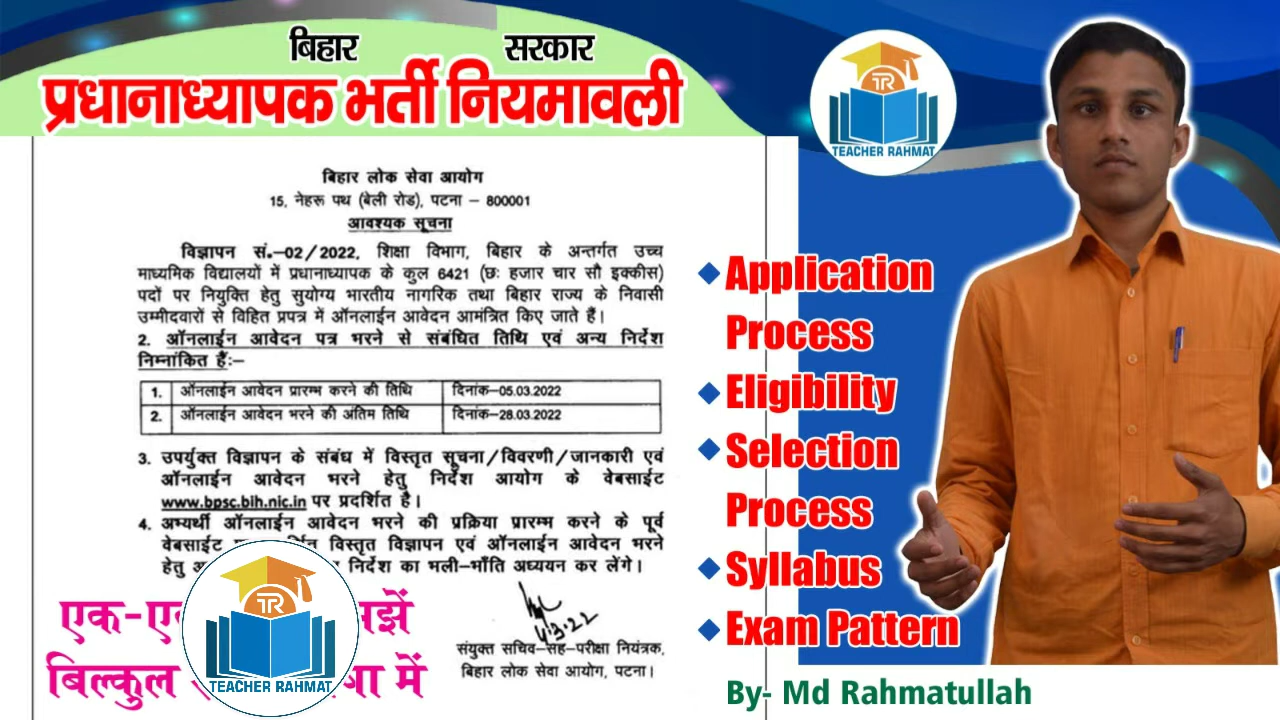 बिहार सरकार
प्रधानाध्यापक भर्ती नियमावली
TR
TEACHER RAHMAT
बिहार लोक सेवा आयोग
15, नेहरू पथ (बेली रोड), पटना – 800001
आवश्यक सूचना
विज्ञापन सं.–02/2022, शिक्षा विभाग, बिहार के अन्तर्गत उच्च
माध्यमिक विद्यालयों में प्रधानाध्यापक के कुल 6421 (छः हजार चार सौ इक्कीस)
पदों पर नियुक्ति हेतु सुयोग्य भारतीय नागरिक तथा बिहार राज्य के निवासी
उम्मीदवारों से विहित प्रपत्र में ऑनलाईन आवेदन आमंत्रित किए जाते हैं।
2. ऑनलाईन आवेदन पत्र भरने से संबंधित तिथि एवं अन्य निर्देश
निम्नांकित हैः–
1. ऑनलाईन आवेदन प्रारम्भ करने की तिथि दिनांक–05.03.2022
2. ऑनलाईन आवेदन भरने की अंतिम तिथि दिनांक–28.03.2022
3. उपर्युक्त विज्ञापन के संबंध में विस्तृत सूचना/विवरणी/जानकारी एवं
ऑनलाईन आवेदन भरने हेतु निर्देश आयोग के वेबसाईट
www.bpsc.bih.nic.in पर प्रदर्शित है।
4. अभ्यर्थी ऑनलाईन आवेदन भरने की प्रक्रिया प्रारम्भ करने के पूर्व
वेबसाईट विस्तृत विज्ञापन एवं ऑनलाईन आवेदन भरने
हेतु निर्देश का भली–भाँति अध्ययन कर लेंगे।
4.3.22
संयुक्त सचिव–सह–परीक्षा नियंत्रक,
बिहार लोक सेवा आयोग, पटना।
बिल्कुल में
TR
TEACHER RAHMAT
Application
Process
Eligibility
Selection
Process
Syllabus
Exam Pattern
By- Md Rahmatullah